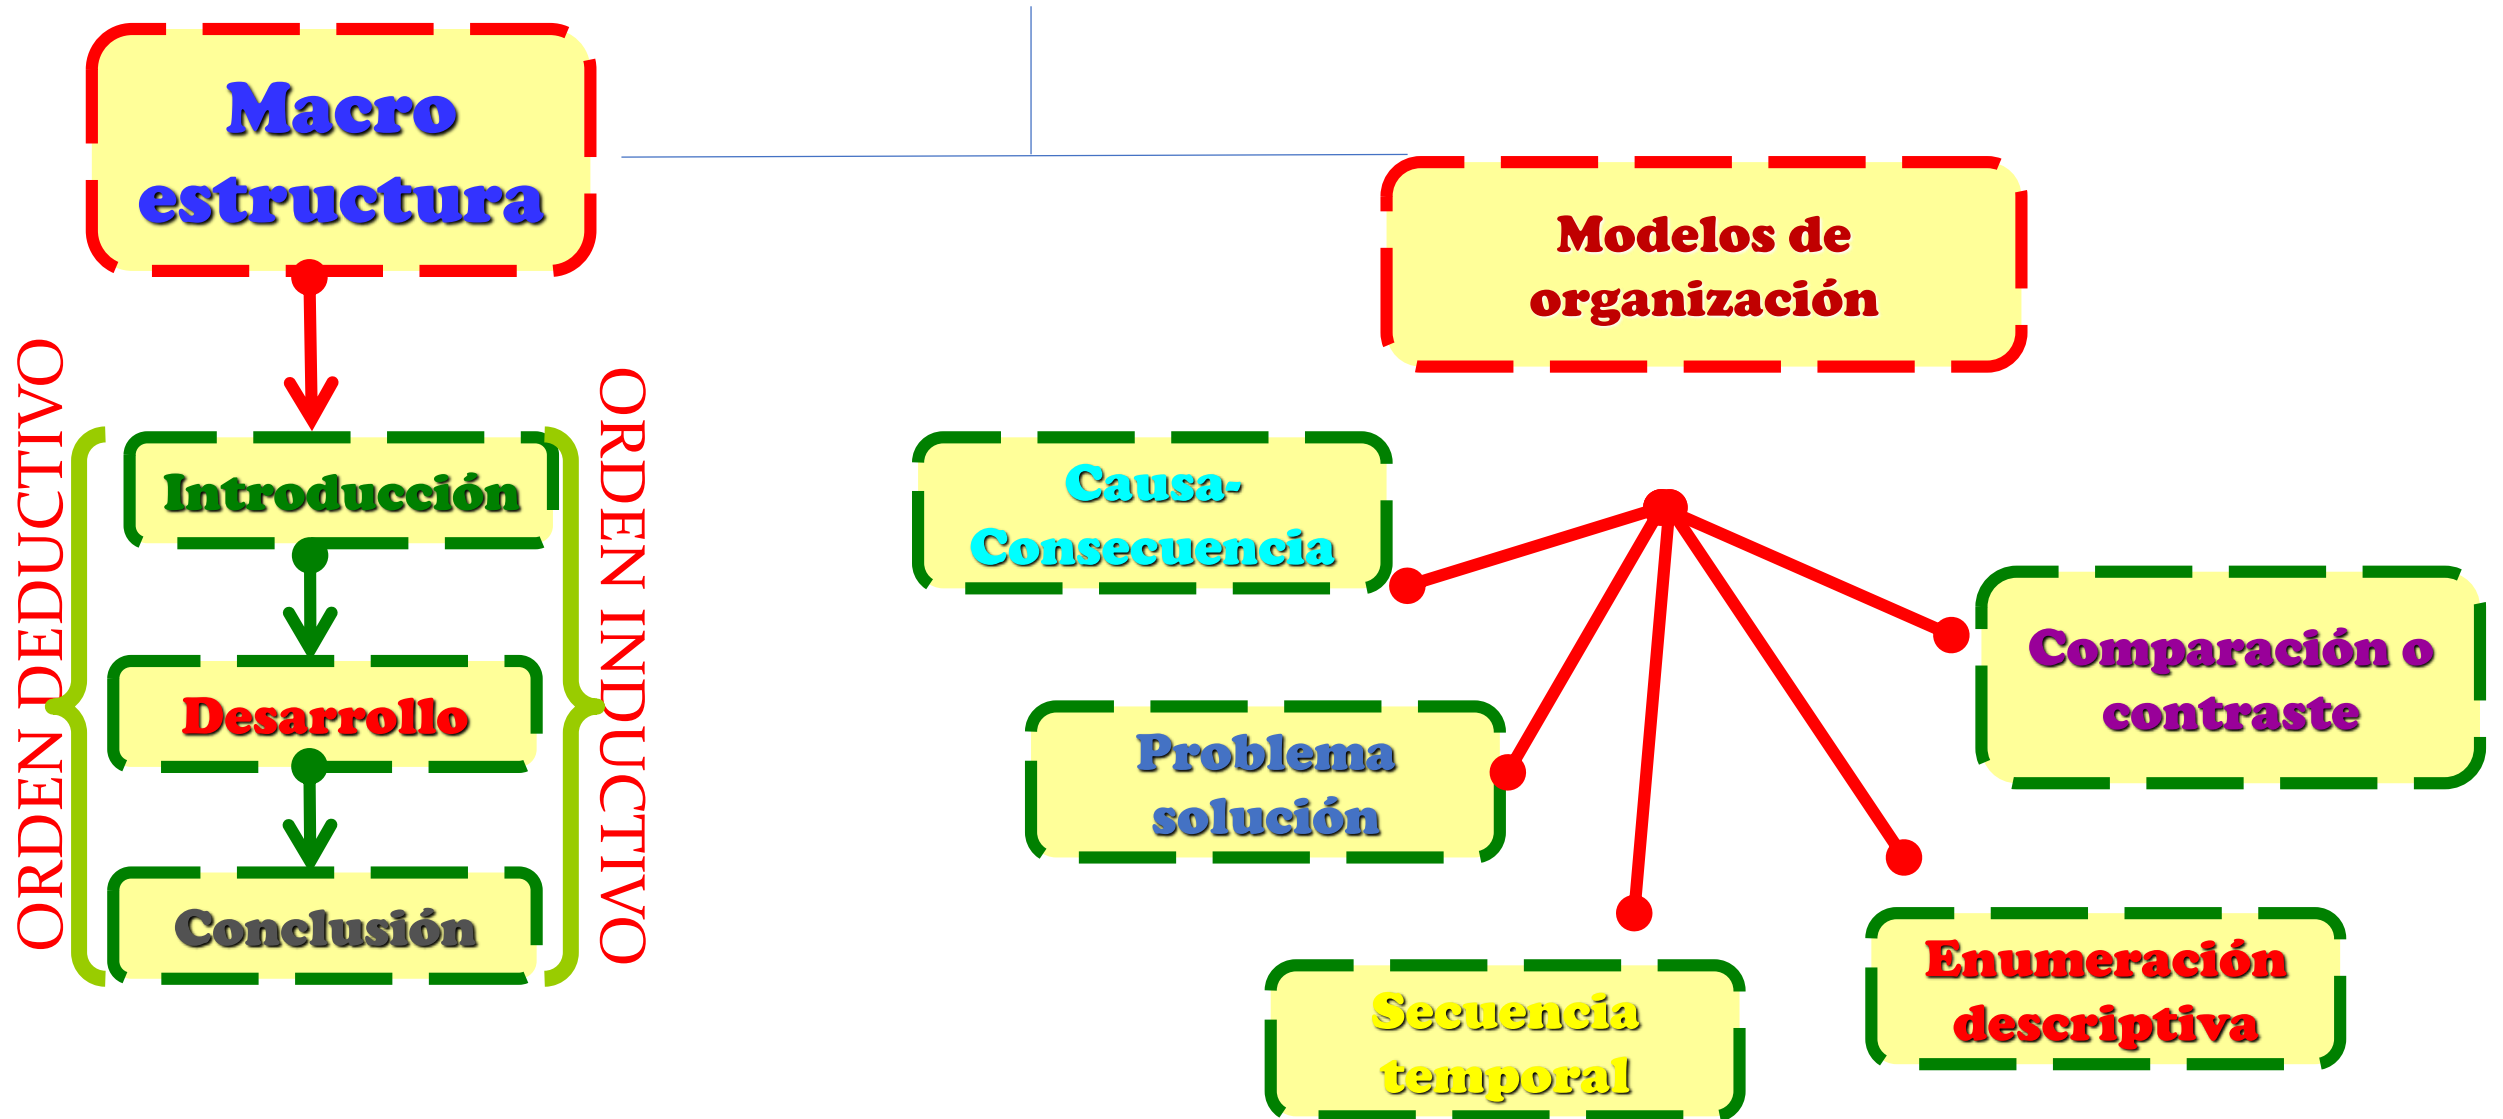 Macro
estructura
Modelos de
organización
ORDEN DEDUCTIVO
ORDEN INDUCTIVO
Introducción
Desarrollo
Conclusión
Causa-
Consecuencia
Problema
solución
Secuencia
temporal
Enumeración
descriptiva
Comparación o
contraste